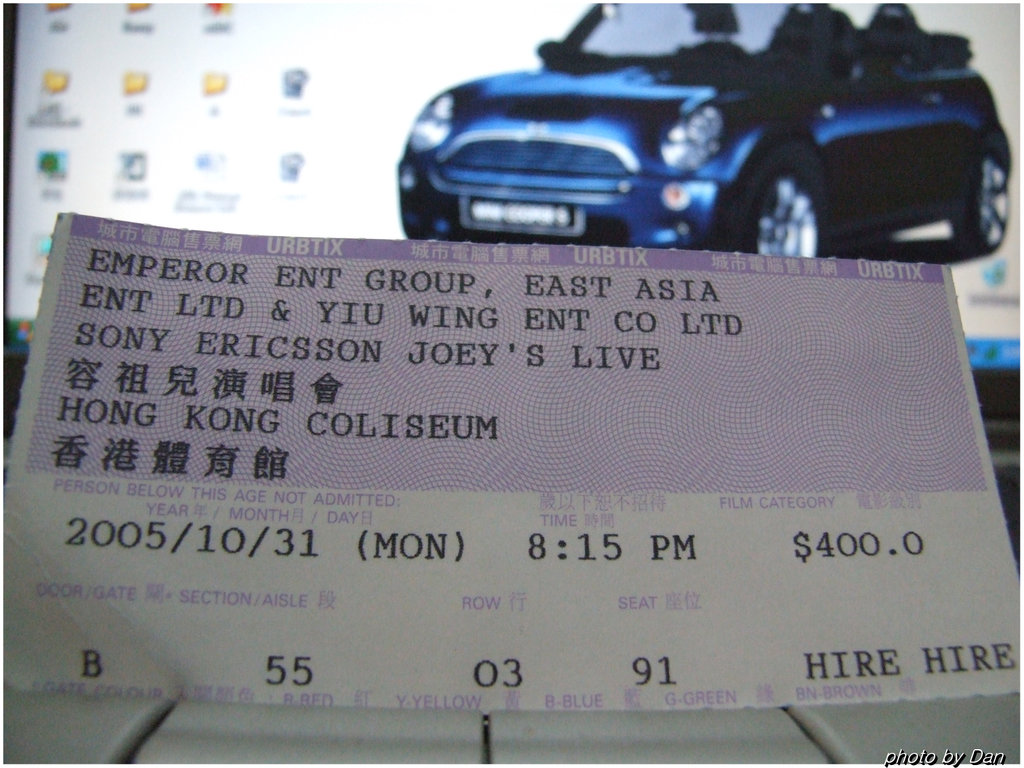 MINI COOPER S
城市電腦售票網 URBTIX 城市電腦售票網 URBTIX 城市電腦售票網 URBTIX
EMPEROR ENT GROUP, EAST ASIA
ENT LTD & YIU WING ENT CO LTD
SONY ERICSSON JOEY'S LIVE
容祖兒演唱會
HONG KONG COLISEUM
香港體育館
PERSON BELOW THIS AGE NOT ADMITTED: 歲以下恕不招待 FILM CATEGORY 電影級別
YEAR年 / MONTH月 / DAY日 TIME 時間
2005/10/31 (MON) 8:15 PM $400.0
DOOR/GATE 閘 SECTION/AISLE 段 ROW 行 SEAT 座位
B 55 03 91 HIRE HIRE
GATE COLOUR R-RED 紅 Y-YELLOW 黃 B-BLUE 藍 G-GREEN 綠 BN-BROWN 啡
photo by Dan